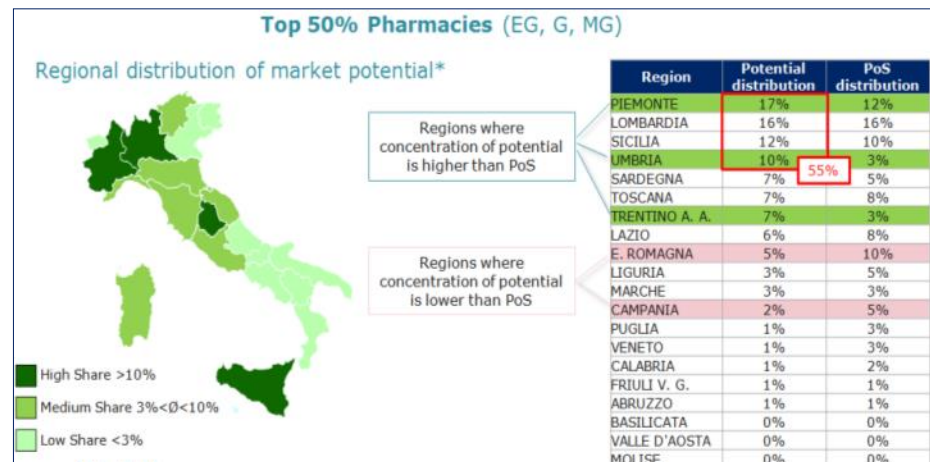 Top 50% Pharmacies (EG, G, MG)
Regional distribution of market potential*
Regions where
concentration of potential
is higher than PoS
Regions where
concentration of potential
is lower than PoS
High Share >10%
Medium Share 3%<Ø<10%
Low Share <3%
Region Potential distribution PoS distribution
PIEMONTE 17% 12%
LOMBARDIA 16% 16%
SICILIA 12% 10%
UMBRIA 10% 3%
55%
SARDEGNA 7% 5%
TOSCANA 7% 8%
TRENTINO A. A. 7% 3%
LAZIO 6% 8%
E. ROMAGNA 5% 10%
LIGURIA 3% 5%
MARCHE 3% 3%
CAMPANIA 2% 5%
PUGLIA 1% 3%
VENETO 1% 3%
CALABRIA 1% 2%
FRIULI V. G. 1% 1%
ABRUZZO 1% 1%
BASILICATA 0% 0%
VALLE D'AOSTA 0% 0%
MOLISE 0% 0%